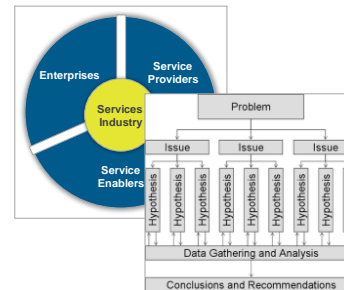 Enterprises
Service
Providers
Services
Industry
Service
Enablers
Problem
Issue
Issue
Issue
Hypothesis
Hypothesis
Hypothesis
Hypothesis
Hypothesis
Hypothesis
Hypothesis
Hypothesis
Data Gathering and Analysis
Conclusions and Recommendations